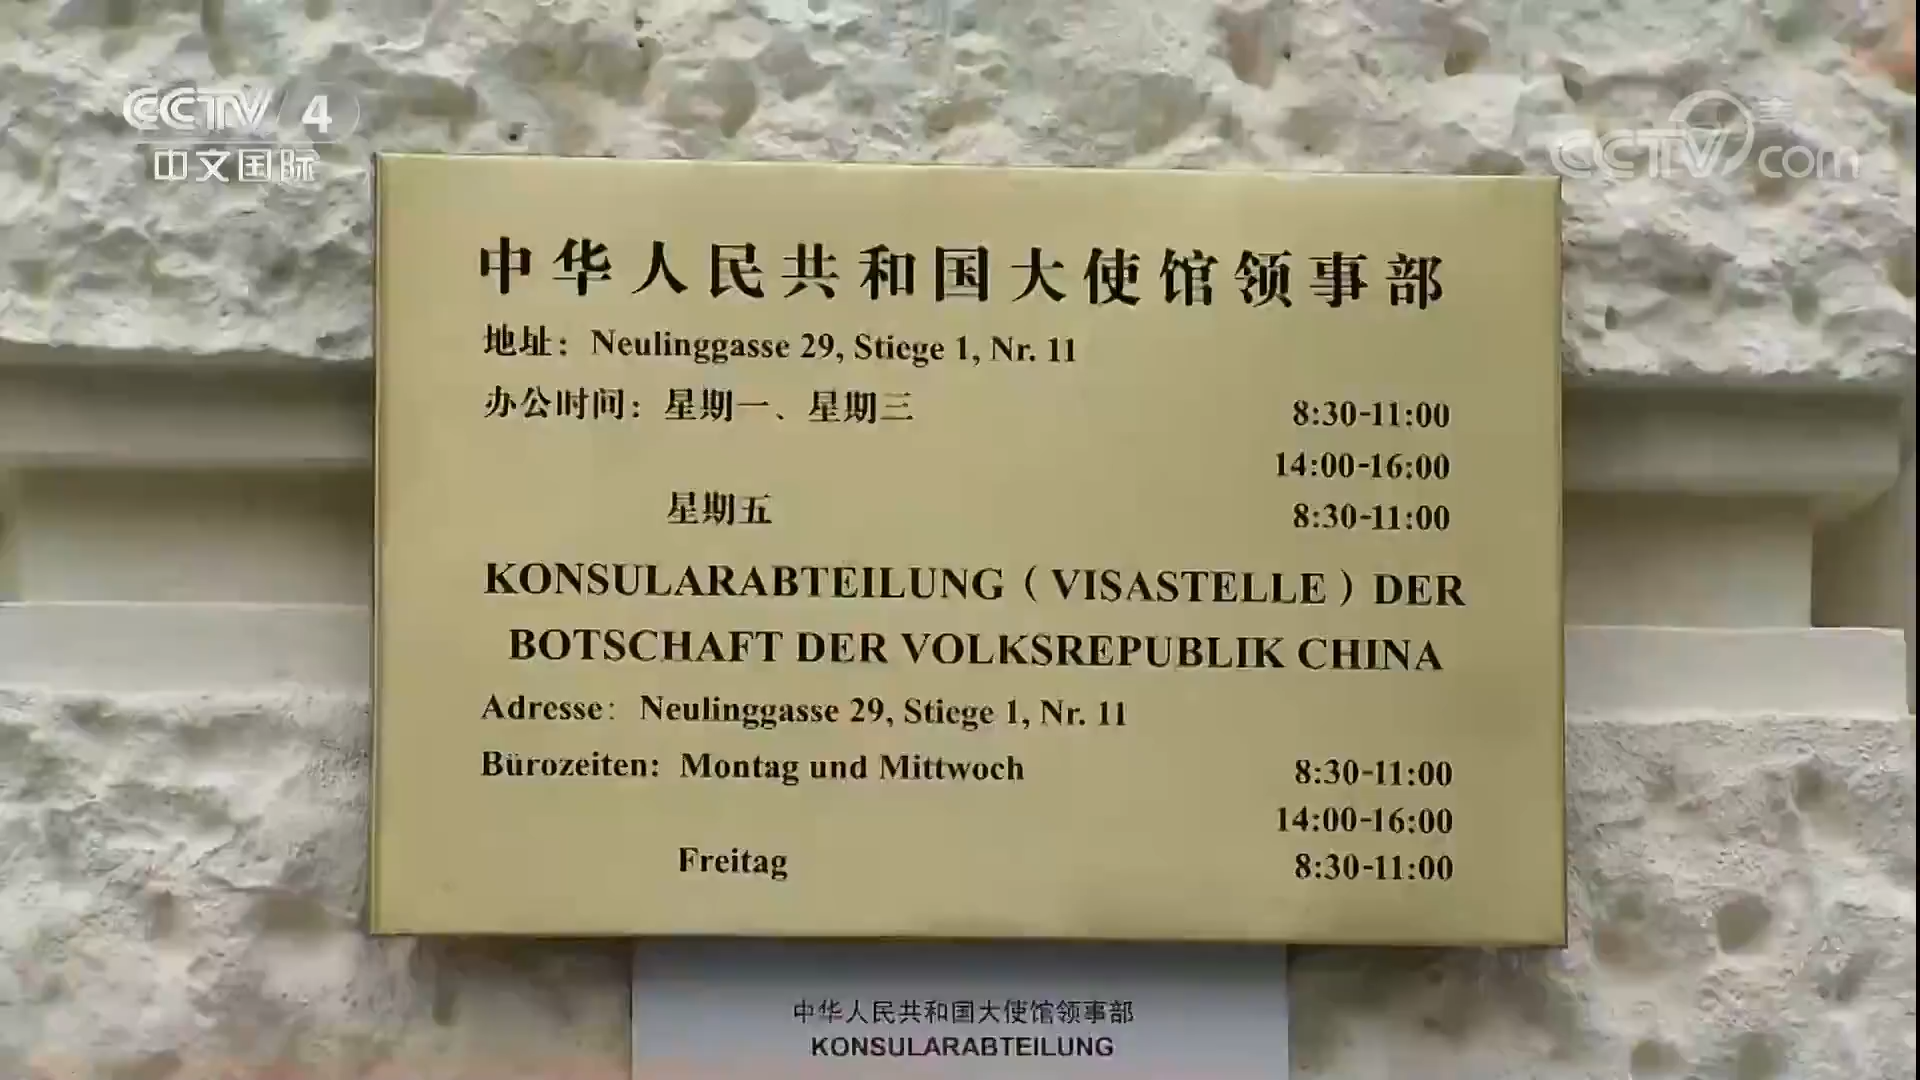 CCTV 4
中文国际
CCTV com
中华人民共和国大使馆领事部
地址：Neulinggasse 29, Stiege 1, Nr. 11
办公时间：星期一、星期三 8:30-11:00
14:00-16:00
星期五 8:30-11:00
KONSULARABTEILUNG（VISASTELLE）DER
BOTSCHAFT DER VOLKSREPUBLIK CHINA
Adresse： Neulinggasse 29, Stiege 1, Nr. 11
Bürozeiten: Montag und Mittwoch 8:30-11:00
14:00-16:00
Freitag 8:30-11:00
中华人民共和国大使馆领事部
KONSULARABTEILUNG